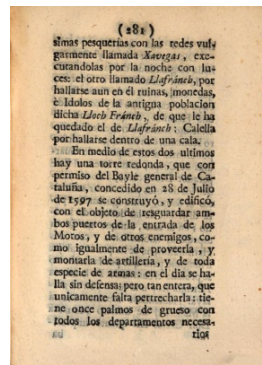 (281)
simas pesquerías con las redes vul-
garmente llamada Xavegas, exe-
cutandolas por la noche con lu-
ces: el otro llamado Llafránch, por
hallarse aun en él ruinas, monedas,
è Idolos de la antigua poblacion
dicha Lloch Fránch, de que le ha
quedado el de Llafránch: Calella
por hallarse dentro de una cala.
En medio de estos dos ultimos
hay una torre redonda, que con
permiso del Bayle general de Ca-
taluña, concedido en 28 de Julio
de 1597 se construyó, y edificó,
con el objeto de resguardar am-
bos puertos de la entrada de los
Moros, y de otros enemigos, co-
mo igualmente de proveerla, y
montarla de artillería, y de toda
especie de armas: en el dia se ha-
lla sin defensa: pero tan entera, que
unicamente falta pertrecharla: tie-
ne once palmos de grueso con
todos los departamentos necesa-
rios